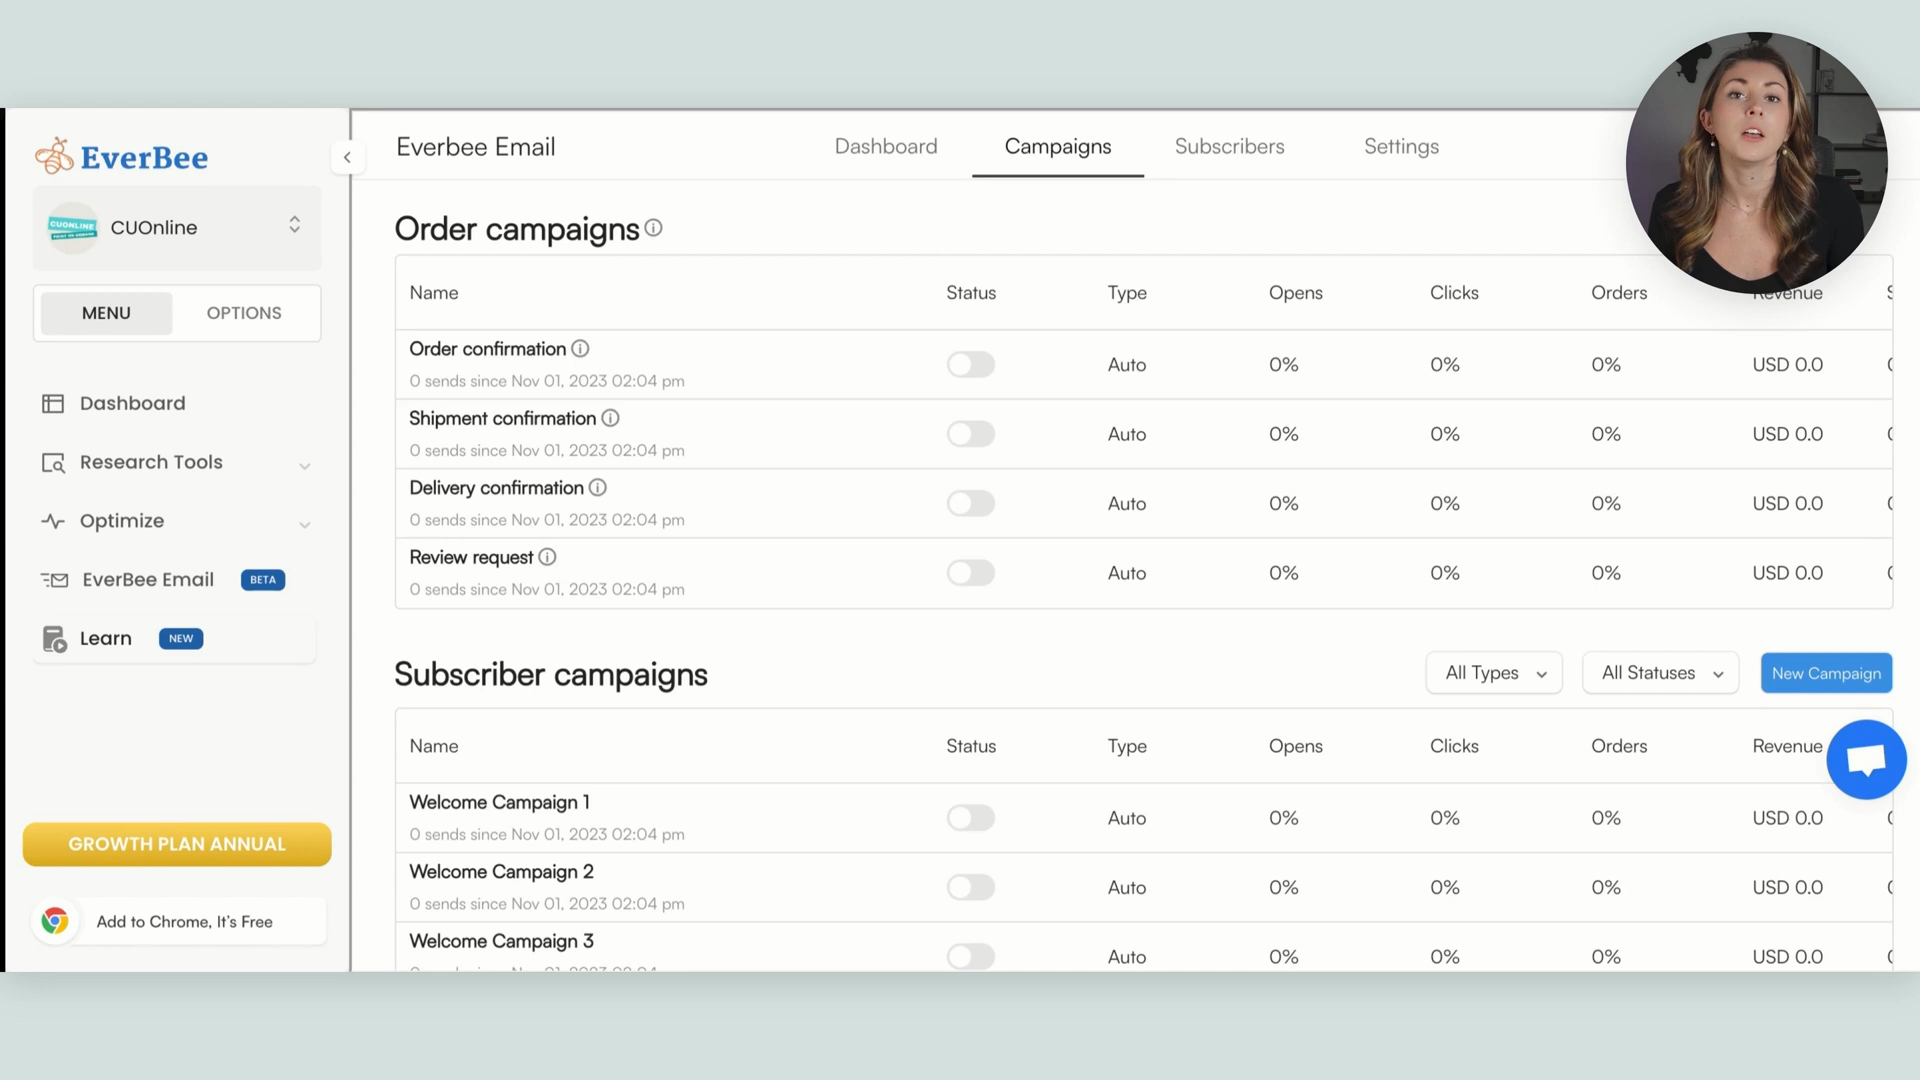 EverBee
CUONLINE
CUOnline
MENU
OPTIONS
Dashboard
Research Tools
Optimize
EverBee Email
BETA
Learn
NEW
GROWTH PLAN ANNUAL
Add to Chrome, It's Free
Everbee Email
Dashboard
Campaigns
Subscribers
Settings
Order campaigns
Name Status Type Opens Clicks Orders Revenue
Order confirmation
0 sends since Nov 01, 2023 02:04 pm
Auto 0% 0% 0% USD 0.0
Shipment confirmation
0 sends since Nov 01, 2023 02:04 pm
Auto 0% 0% 0% USD 0.0
Delivery confirmation
0 sends since Nov 01, 2023 02:04 pm
Auto 0% 0% 0% USD 0.0
Review request
0 sends since Nov 01, 2023 02:04 pm
Auto 0% 0% 0% USD 0.0
Subscriber campaigns
All Types
All Statuses
New Campaign
Name Status Type Opens Clicks Orders Revenue
Welcome Campaign 1
0 sends since Nov 01, 2023 02:04 pm
Auto 0% 0% 0% USD 0.0
Welcome Campaign 2
0 sends since Nov 01, 2023 02:04 pm
Auto 0% 0% 0% USD 0.0
Welcome Campaign 3
Auto 0% 0% 0% USD 0.0